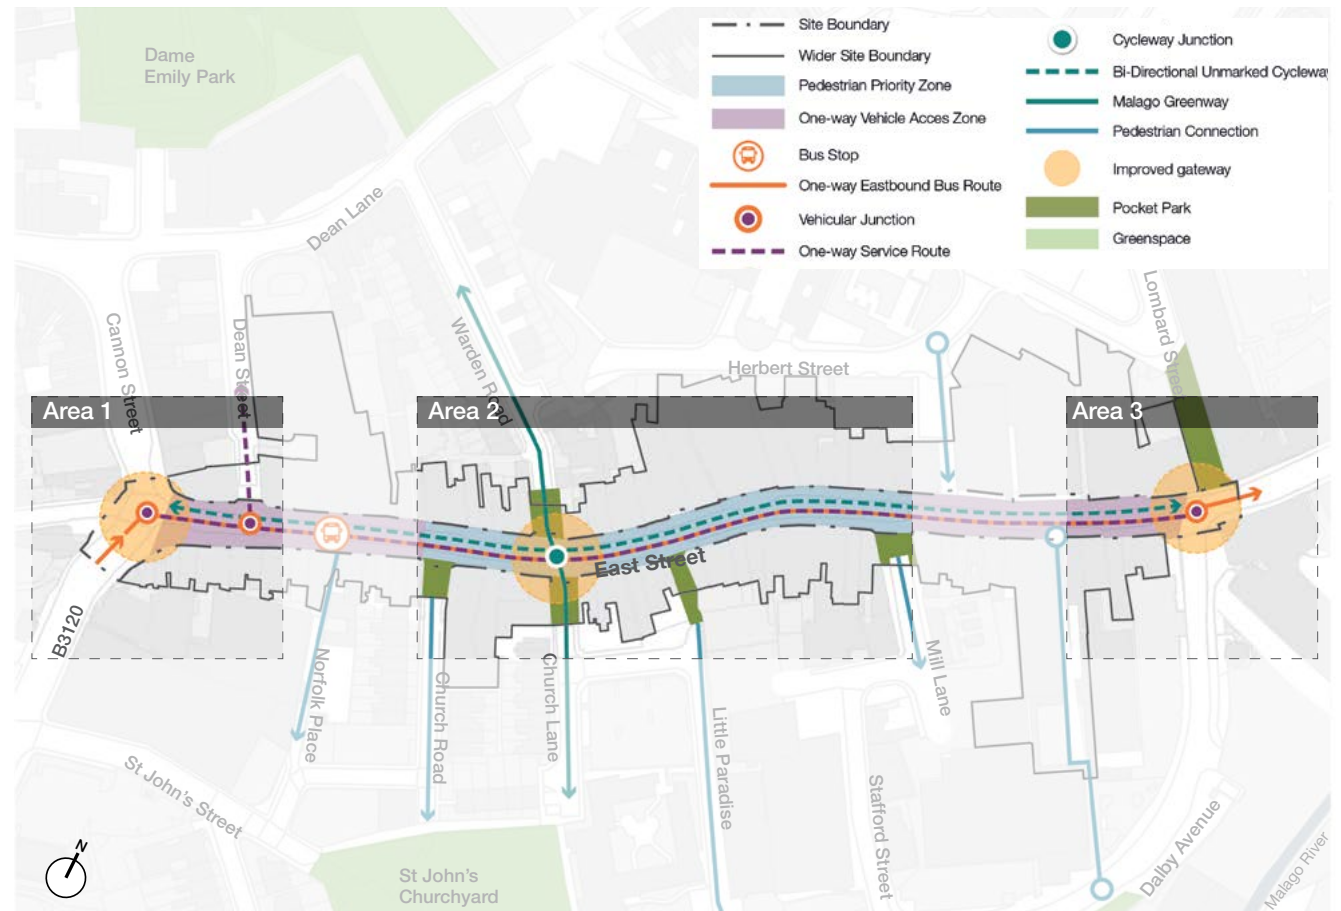 Dame
Emily Park
Site Boundary
Wider Site Boundary
Pedestrian Priority Zone
One-way Vehicle Acces Zone
Bus Stop
One-way Eastbound Bus Route
Vehicular Junction
One-way Service Route
Cycleway Junction
Bi-Directional Unmarked Cycleway
Malago Greenway
Pedestrian Connection
Improved gateway
Pocket Park
Greenspace
Dean Lane
Cannon Street
Dean Street
Warden Road
Herbert Street
Lombard Street
Area 1
Area 2
Area 3
East Street
B3120
Norfolk Place
Church Road
Church Lane
Little Paradise
Mill Lane
Stafford Street
St John's Street
Dalby Avenue
Malago River
N
St John's
Churchyard